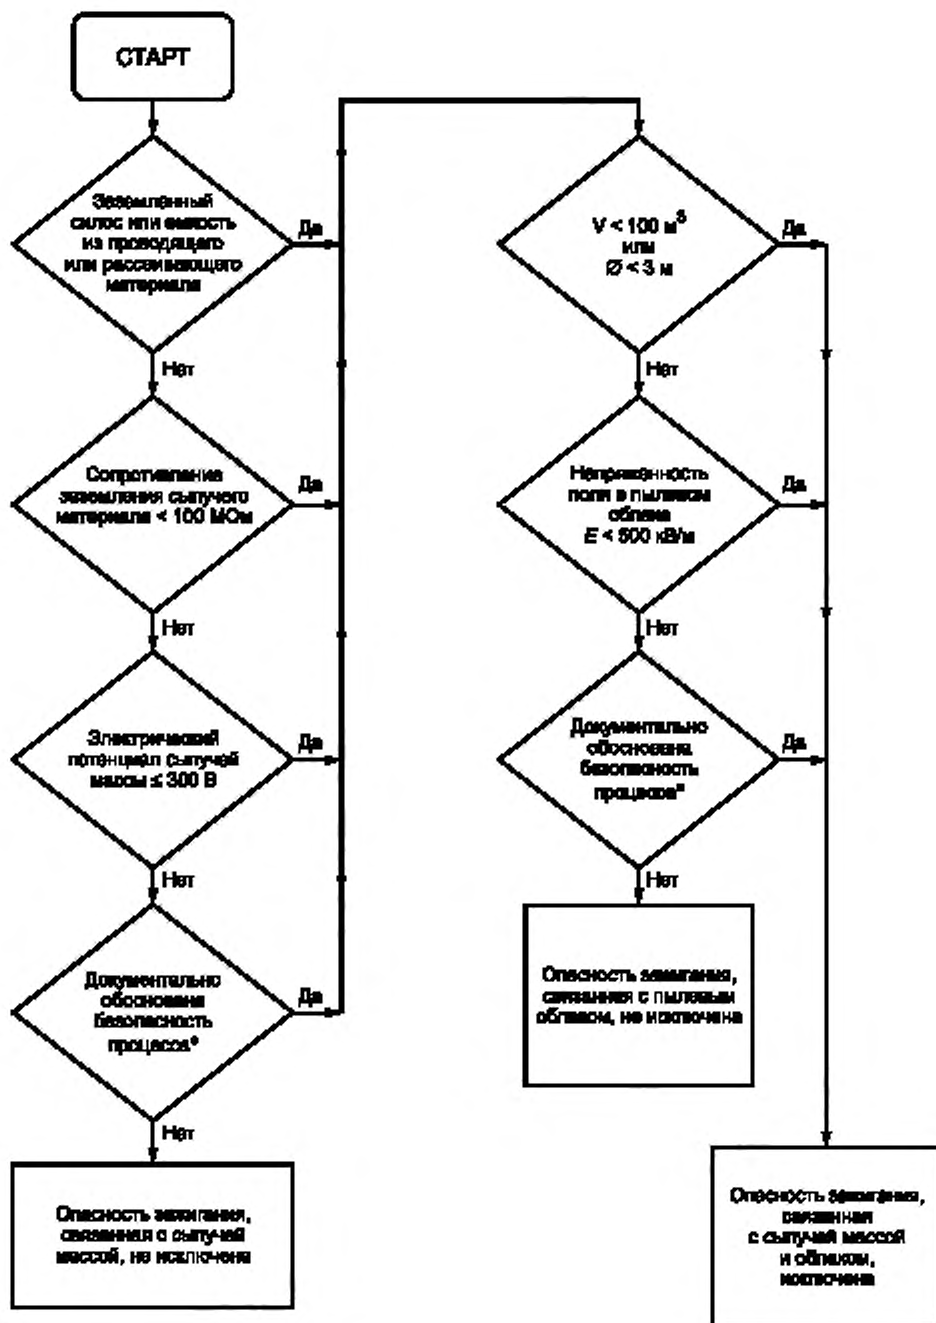 СТАРТ
Заземленный
силос или емкость
из проводящего
или рассеивающего
материала
Да
Нет
Сопротивление
заземления сыпучего
материала < 100 МОм
Да
Нет
Электрический
потенциал сыпучей
массы ≤ 300 В
Да
Нет
Документально
обоснована
безопасность
процесса*
Да
Нет
Опасность зажигания,
связанная с сыпучей
массой, не исключена
V < 100 м³
или
Ø < 3 м
Да
Нет
Напряженность
поля в пылевом
облаке
E < 500 кВ/м
Да
Нет
Документально
обоснована
безопасность
процесса*
Да
Нет
Опасность зажигания,
связанная с пылевым
облаком, не исключена
Опасность зажигания,
связанная
с сыпучей массой
и облаком,
исключена